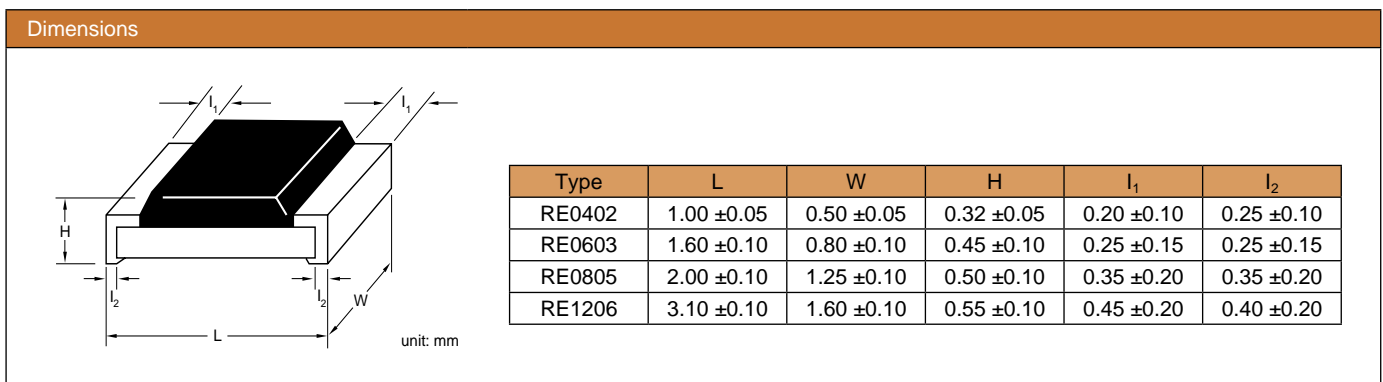 Dimensions
l1 l1
H
l2 l2 W
L
unit: mm
Type L W H l1 l2
RE0402 1.00 ±0.05 0.50 ±0.05 0.32 ±0.05 0.20 ±0.10 0.25 ±0.10
RE0603 1.60 ±0.10 0.80 ±0.10 0.45 ±0.10 0.25 ±0.15 0.25 ±0.15
RE0805 2.00 ±0.10 1.25 ±0.10 0.50 ±0.10 0.35 ±0.20 0.35 ±0.20
RE1206 3.10 ±0.10 1.60 ±0.10 0.55 ±0.10 0.45 ±0.20 0.40 ±0.20